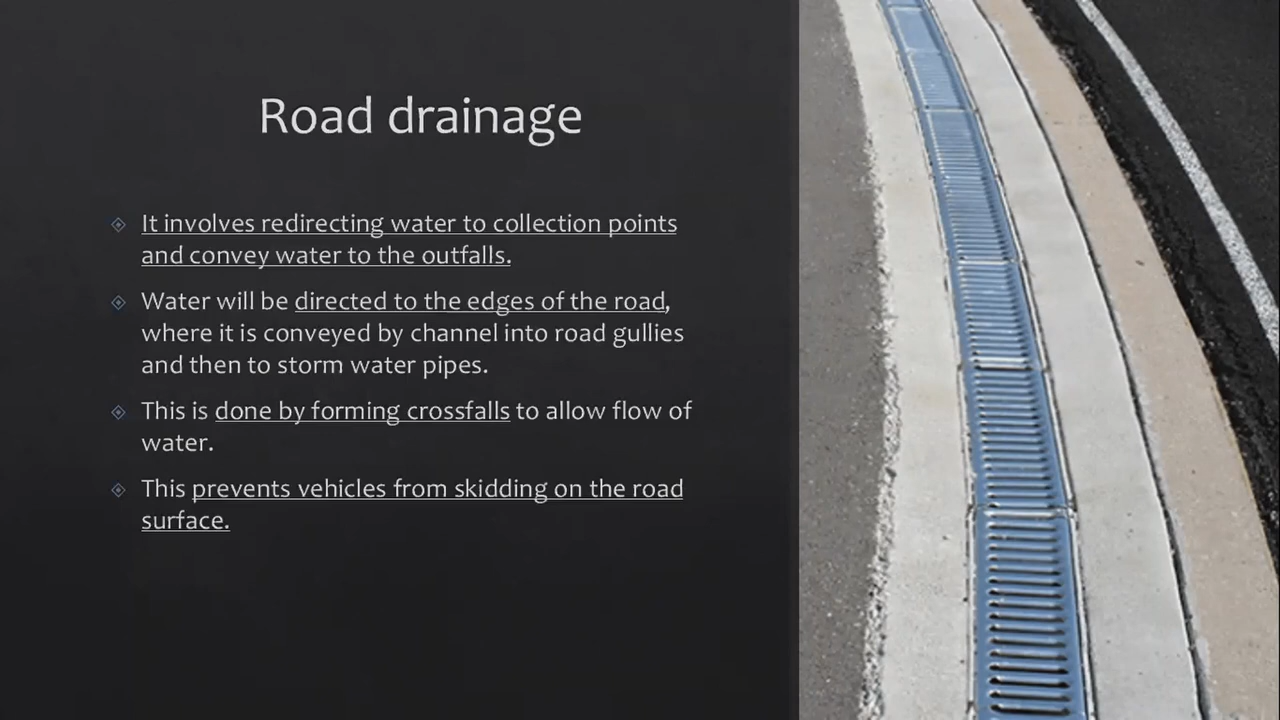 Road drainage
It involves redirecting water to collection points
and convey water to the outfalls.
Water will be directed to the edges of the road,
where it is conveyed by channel into road gullies
and then to storm water pipes.
This is done by forming crossfalls to allow flow of
water.
This prevents vehicles from skidding on the road
surface.